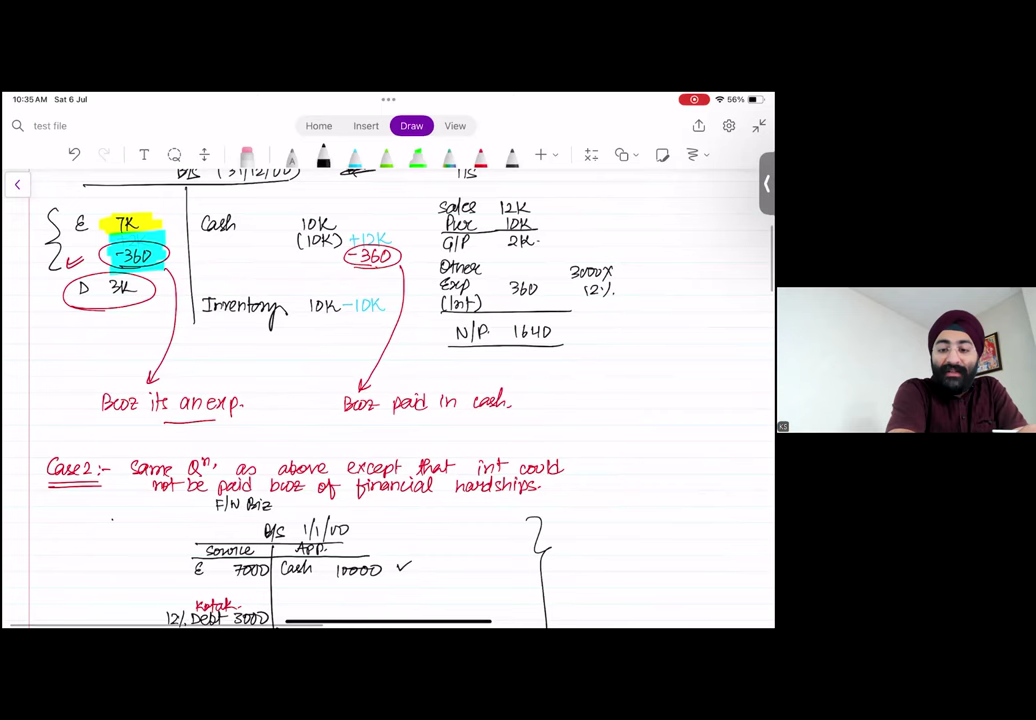 10:35 AM Sat 6 Jul
56%
test file
Home Insert Draw View
B/S (31/12/00)
I/S
E 7K
-360
D 3K
Cash 10K
(10K) +12K
-360
Inventory 10K -10K
Sales 12K
Pur 10K
G/P 2K
Other
Exp 360
(Int)
3000X
12%
N/P. 1640
Bcoz its an exp.
Bcoz paid in cash.
Case 2:- Same Qn, as above except that int could
not be paid bcoz of financial hardships.
F/N Biz
B/S 1/1/00
Source APP.
E 7000 Cash 10000
Kotak
12% Debt 3000
KS